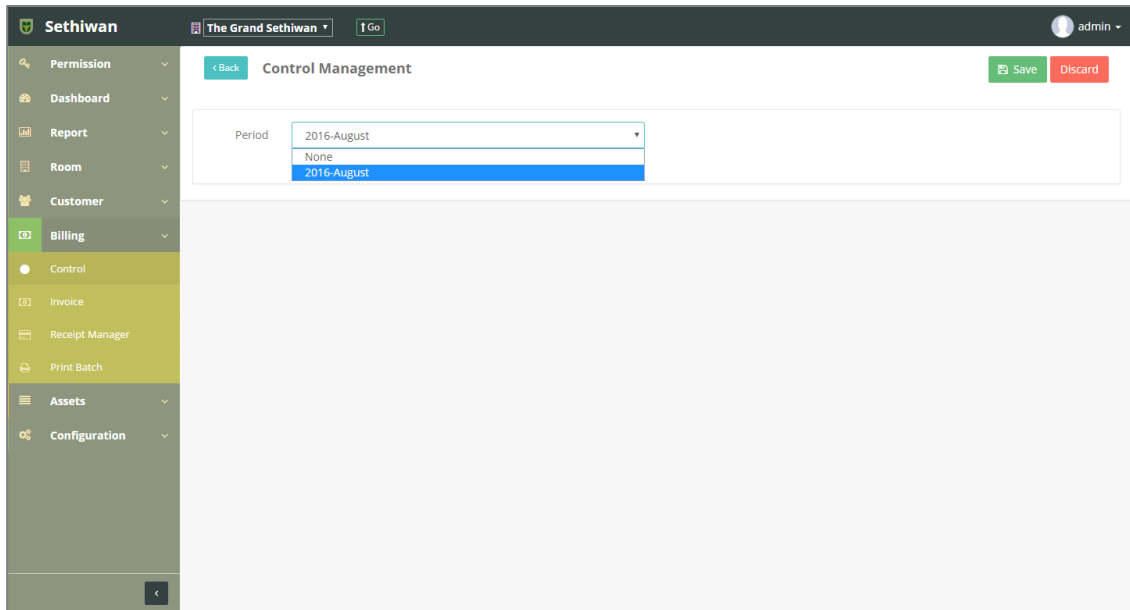 Sethiwan
The Grand Sethiwan
Go
admin
Permission
Dashboard
Report
Room
Customer
Billing
Control
Invoice
Receipt Manager
Print Batch
Assets
Configuration
Back
Control Management
Save
Discard
Period
2016-August
None
2016-August